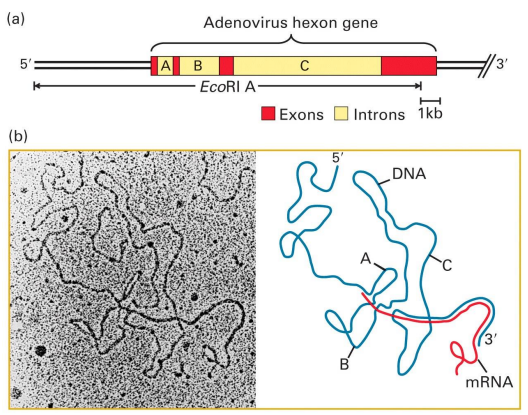 (a)
Adenovirus hexon gene
5′ A B C 3′
EcoRI A
1kb
Exons Introns
(b)
5′
DNA
A
C
B
3′
mRNA